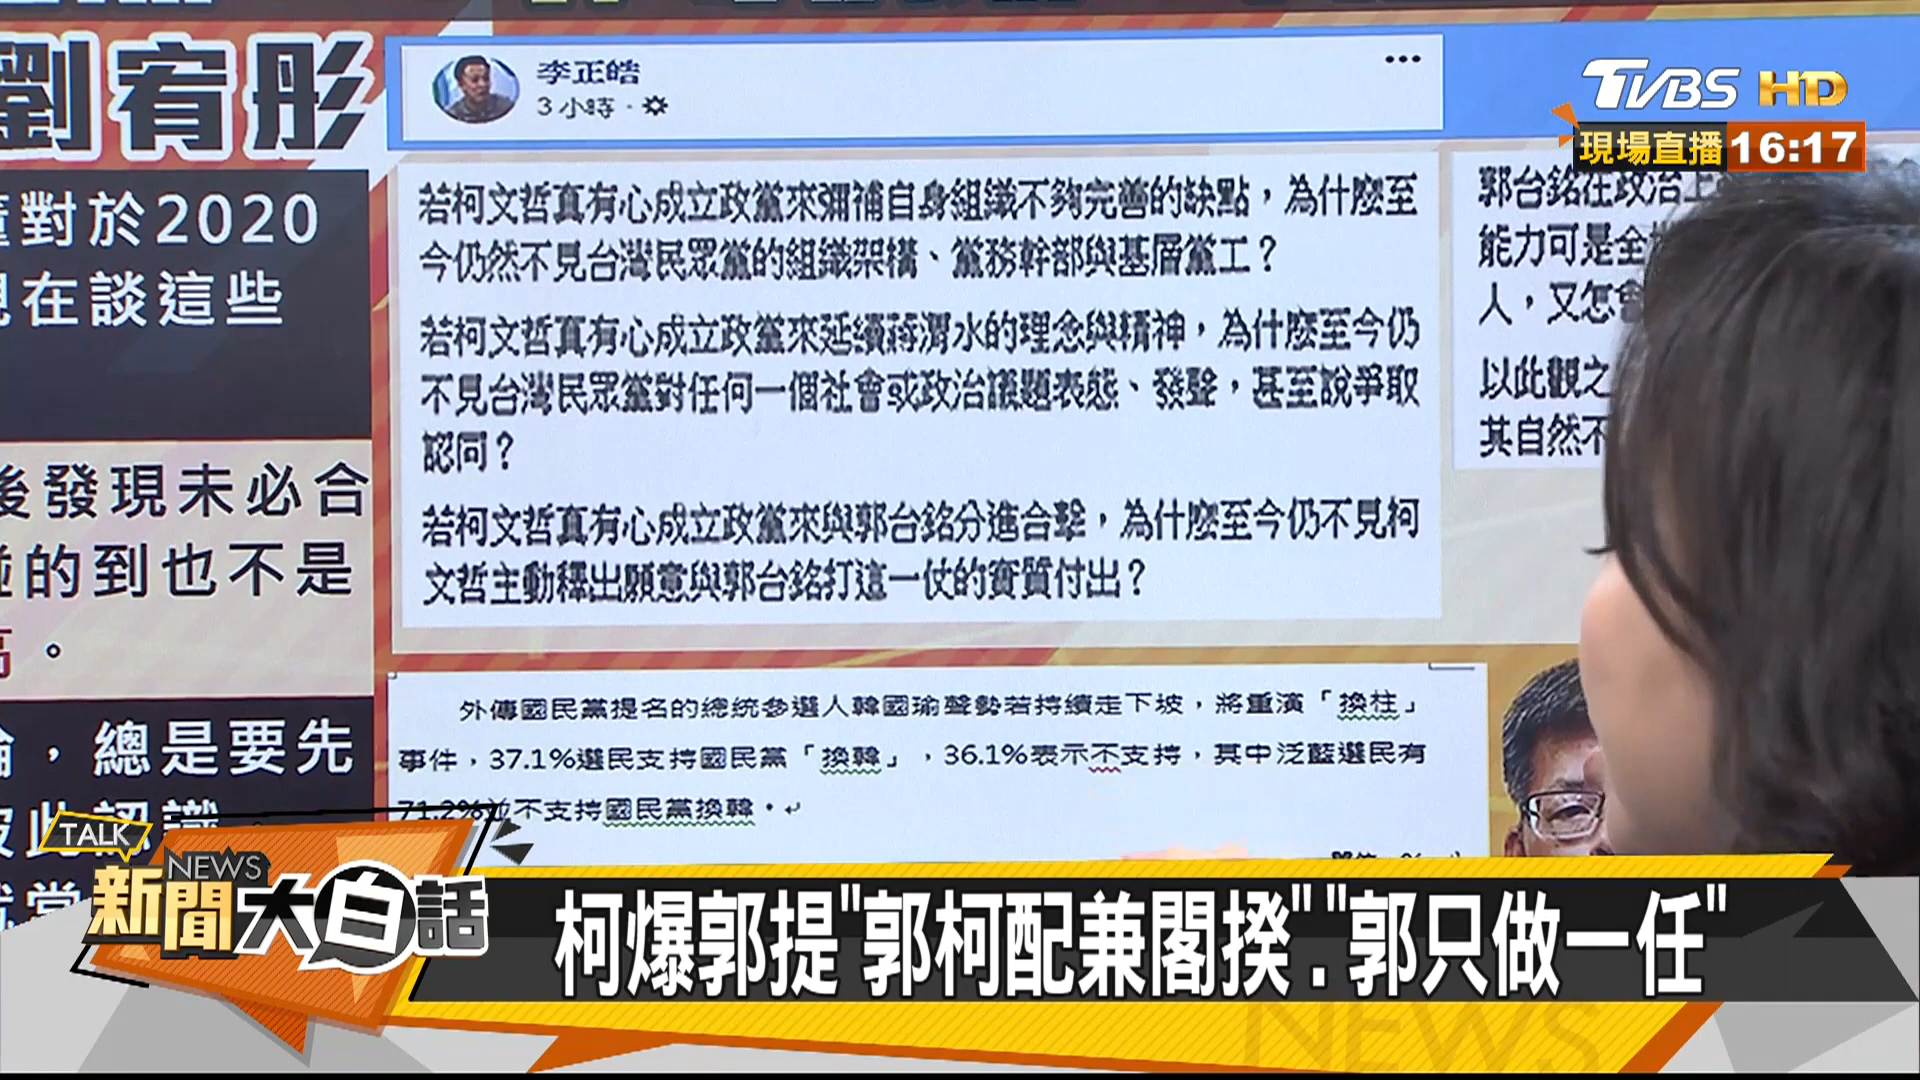 劉宥彤
對於2020
在談這些
後發現未必合
的到也不是
。
，總是要先
李正皓
3 小時
若柯文哲真有心成立政黨來彌補自身組織不夠完善的缺點，為什麼至
今仍然不見台灣民眾黨的組織架構、黨務幹部與基層黨工？
若柯文哲真有心成立政黨來延續蔣渭水的理念與精神，為什麼至今仍
不見台灣民眾黨對任何一個社會或政治議題表態、發聲，甚至說爭取
認同？
若柯文哲真有心成立政黨來與郭台銘分進合擊，為什麼至今仍不見柯
文哲主動釋出願意與郭台銘打這一仗的實質付出？
郭台銘在政治上
能力可是全
人，又怎會
以此觀之
其自然不
外傳國民黨提名的總統參選人韓國瑜聲勢若持續走下坡，將重演「換柱」
事件，37.1%選民支持國民黨「換韓」，36.1%表示不支持，其中泛藍選民有
71.2%並不支持國民黨換韓。
TVBS HD
現場直播 16:17
TALK
NEWS
新聞大白話
柯爆郭提"郭柯配兼閣揆"."郭只做一任"
NEWS